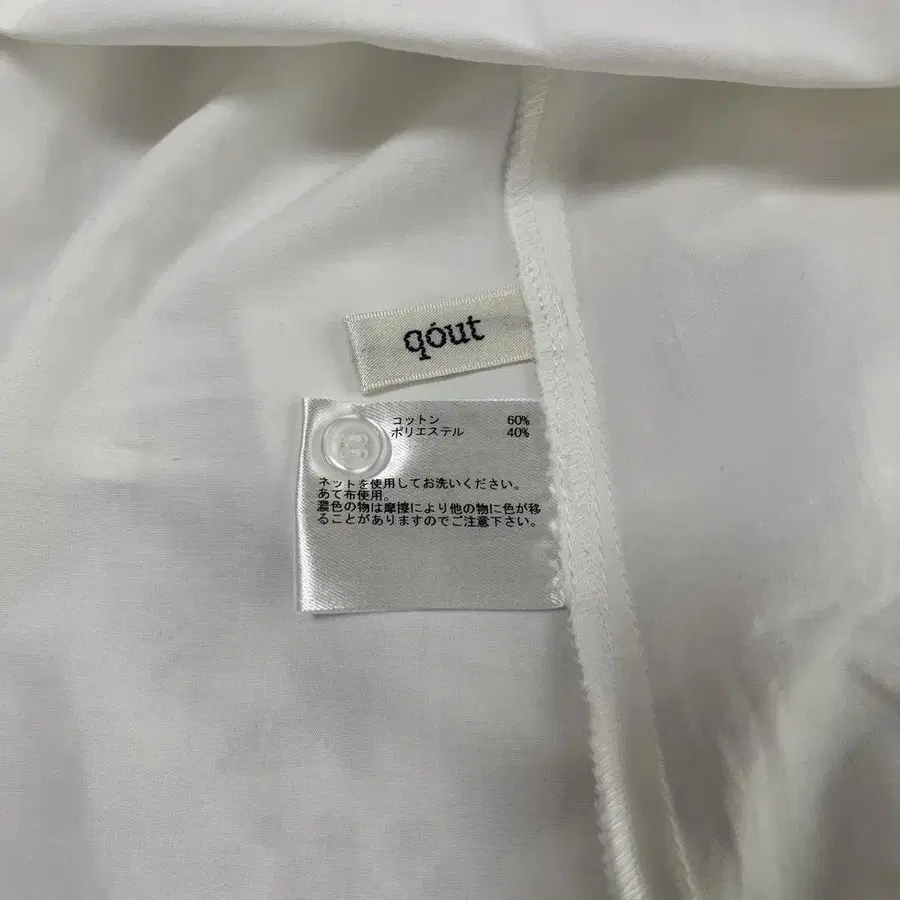 qóut
コットン 60%
ポリエステル 40%
ネットを使用してお洗いください。
あて布使用。
濃色の物は摩擦により他の物に色が移
ることがありますのでご注意下さい。